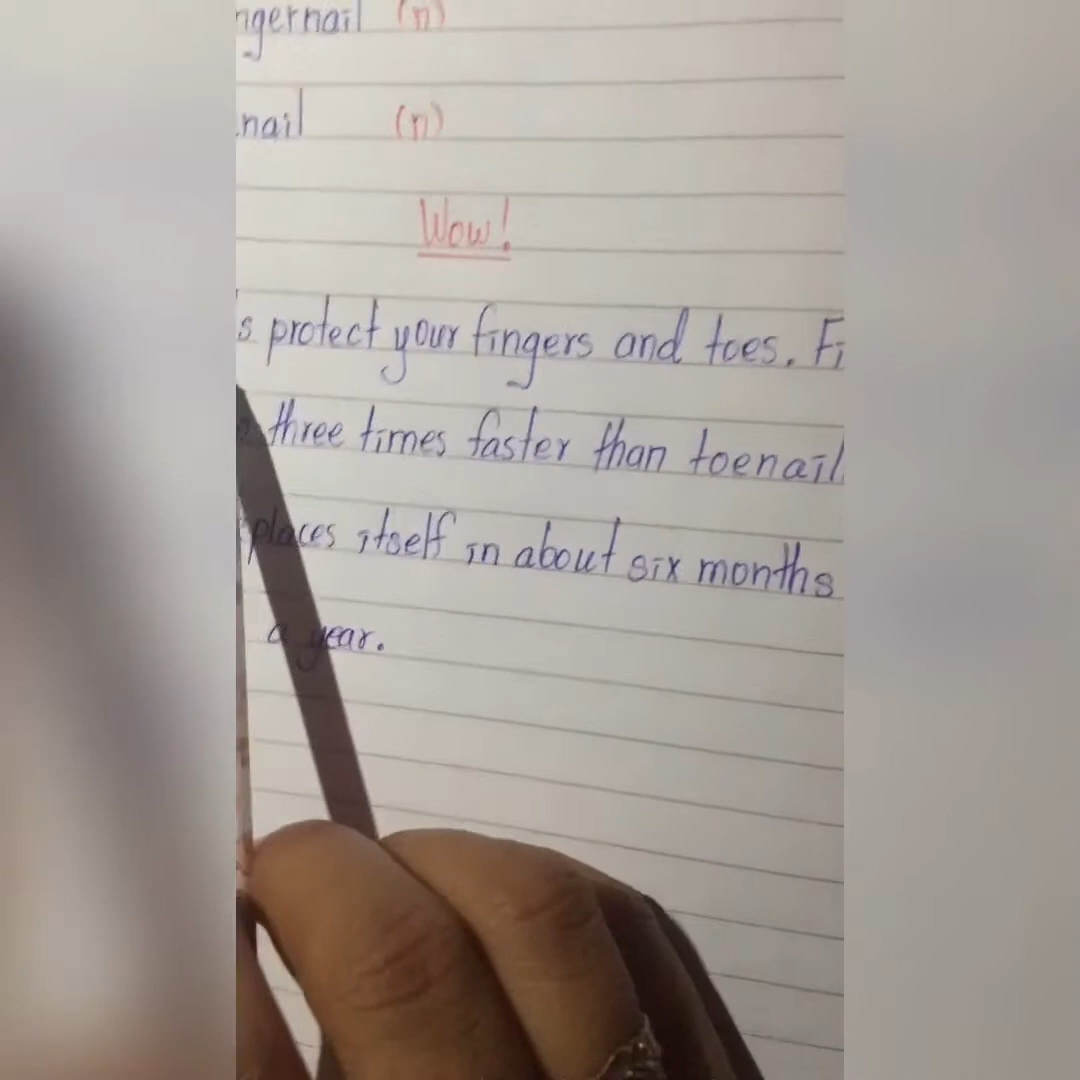 ngernail (n)
nail (n)
Wow!
s protect your fingers and toes. Fi
three times faster than toenail
places itself in about six months
a year.